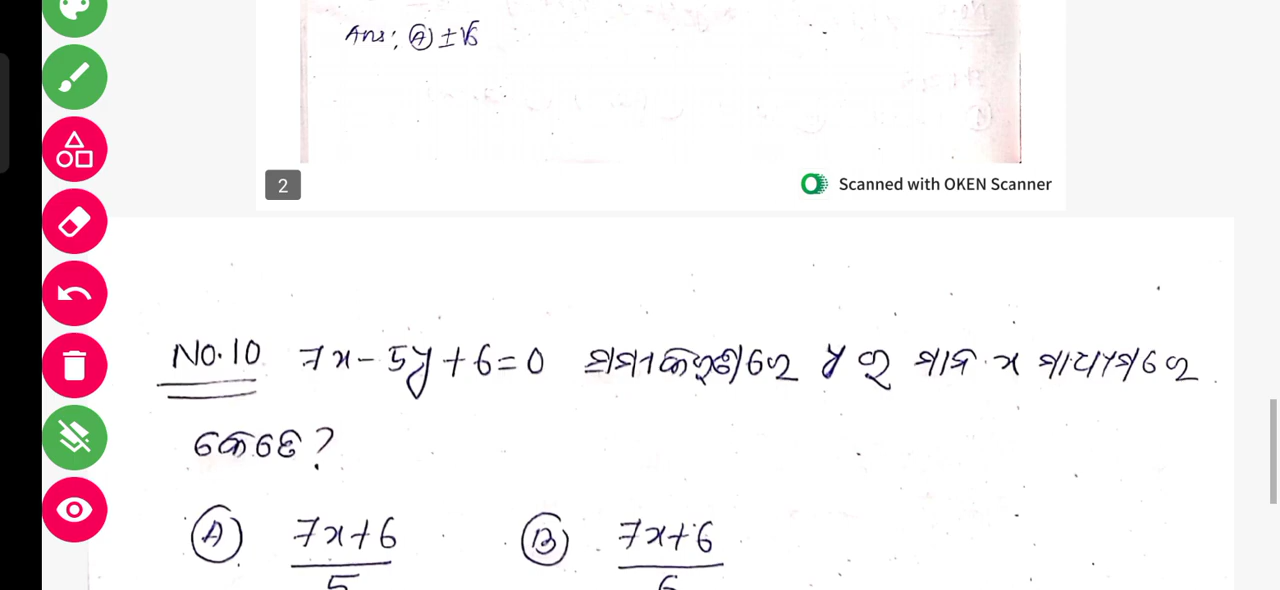 Ans; Ⓐ ±√3
2
Scanned with OKEN Scanner
No.10 7x - 5y + 6 = 0 ସମୀକରଣରେ y ର ମାନ x ମାଧ୍ୟମରେ
କେତେ?
Ⓐ 7x+6 Ⓑ 7x+6
5 6